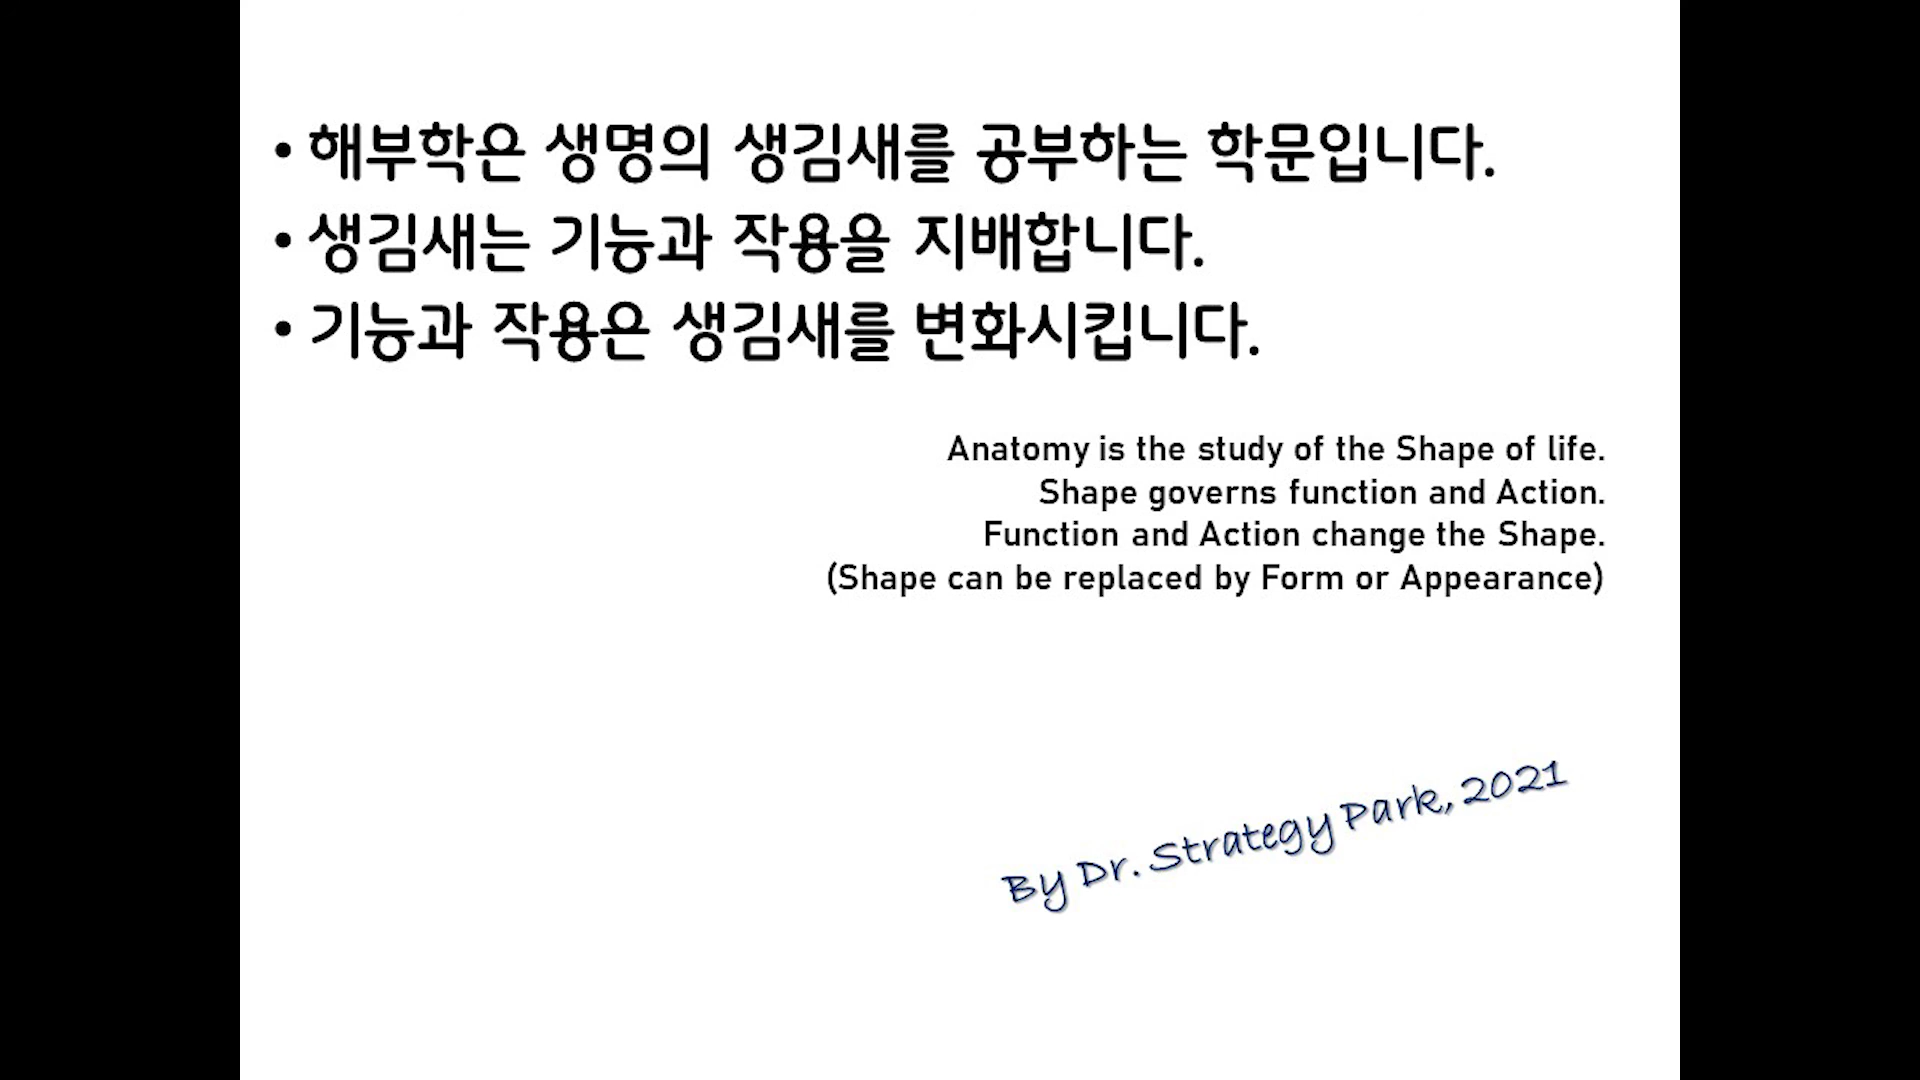 • 해부학은 생명의 생김새를 공부하는 학문입니다.
• 생김새는 기능과 작용을 지배합니다.
• 기능과 작용은 생김새를 변화시킵니다.
Anatomy is the study of the Shape of life.
Shape governs function and Action.
Function and Action change the Shape.
(Shape can be replaced by Form or Appearance)
By Dr. Strategy Park, 2021